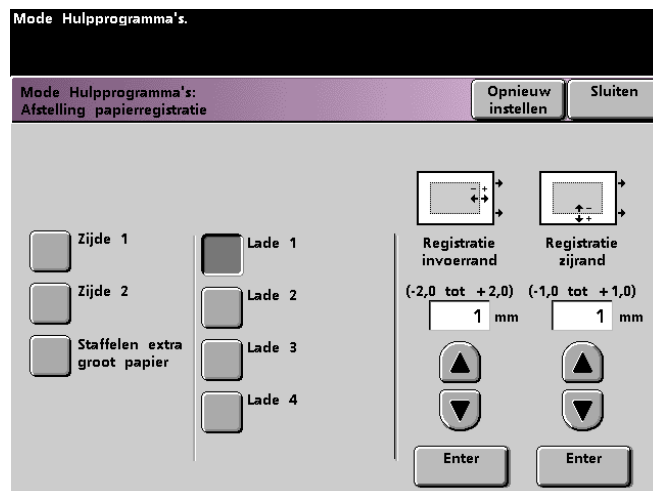 Mode Hulpprogramma's.
Mode Hulpprogramma's:
Afstelling papierregistratie
Opnieuw
instellen
Sluiten
Zijde 1
Zijde 2
Staffelen extra
groot papier
Lade 1
Lade 2
Lade 3
Lade 4
- +
Registratie
invoerrand
(-2,0 tot +2,0)
1 mm
Enter
-
+
Registratie
zijrand
(-1,0 tot +1,0)
1 mm
Enter